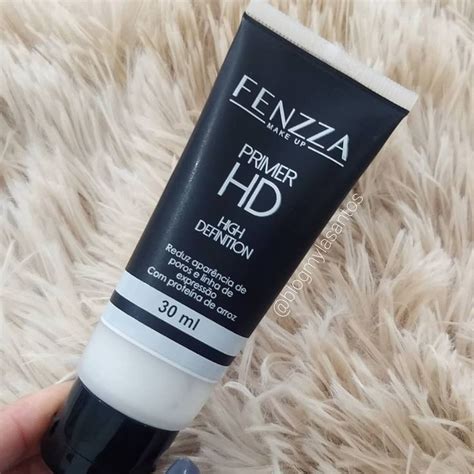 FENZZA
MAKE UP
PRIMER
HD
HIGH
DEFINITION
Reduz aparência de
poros e linha de
expressão
Com proteína de arroz
30 ml
@blogmylasantos